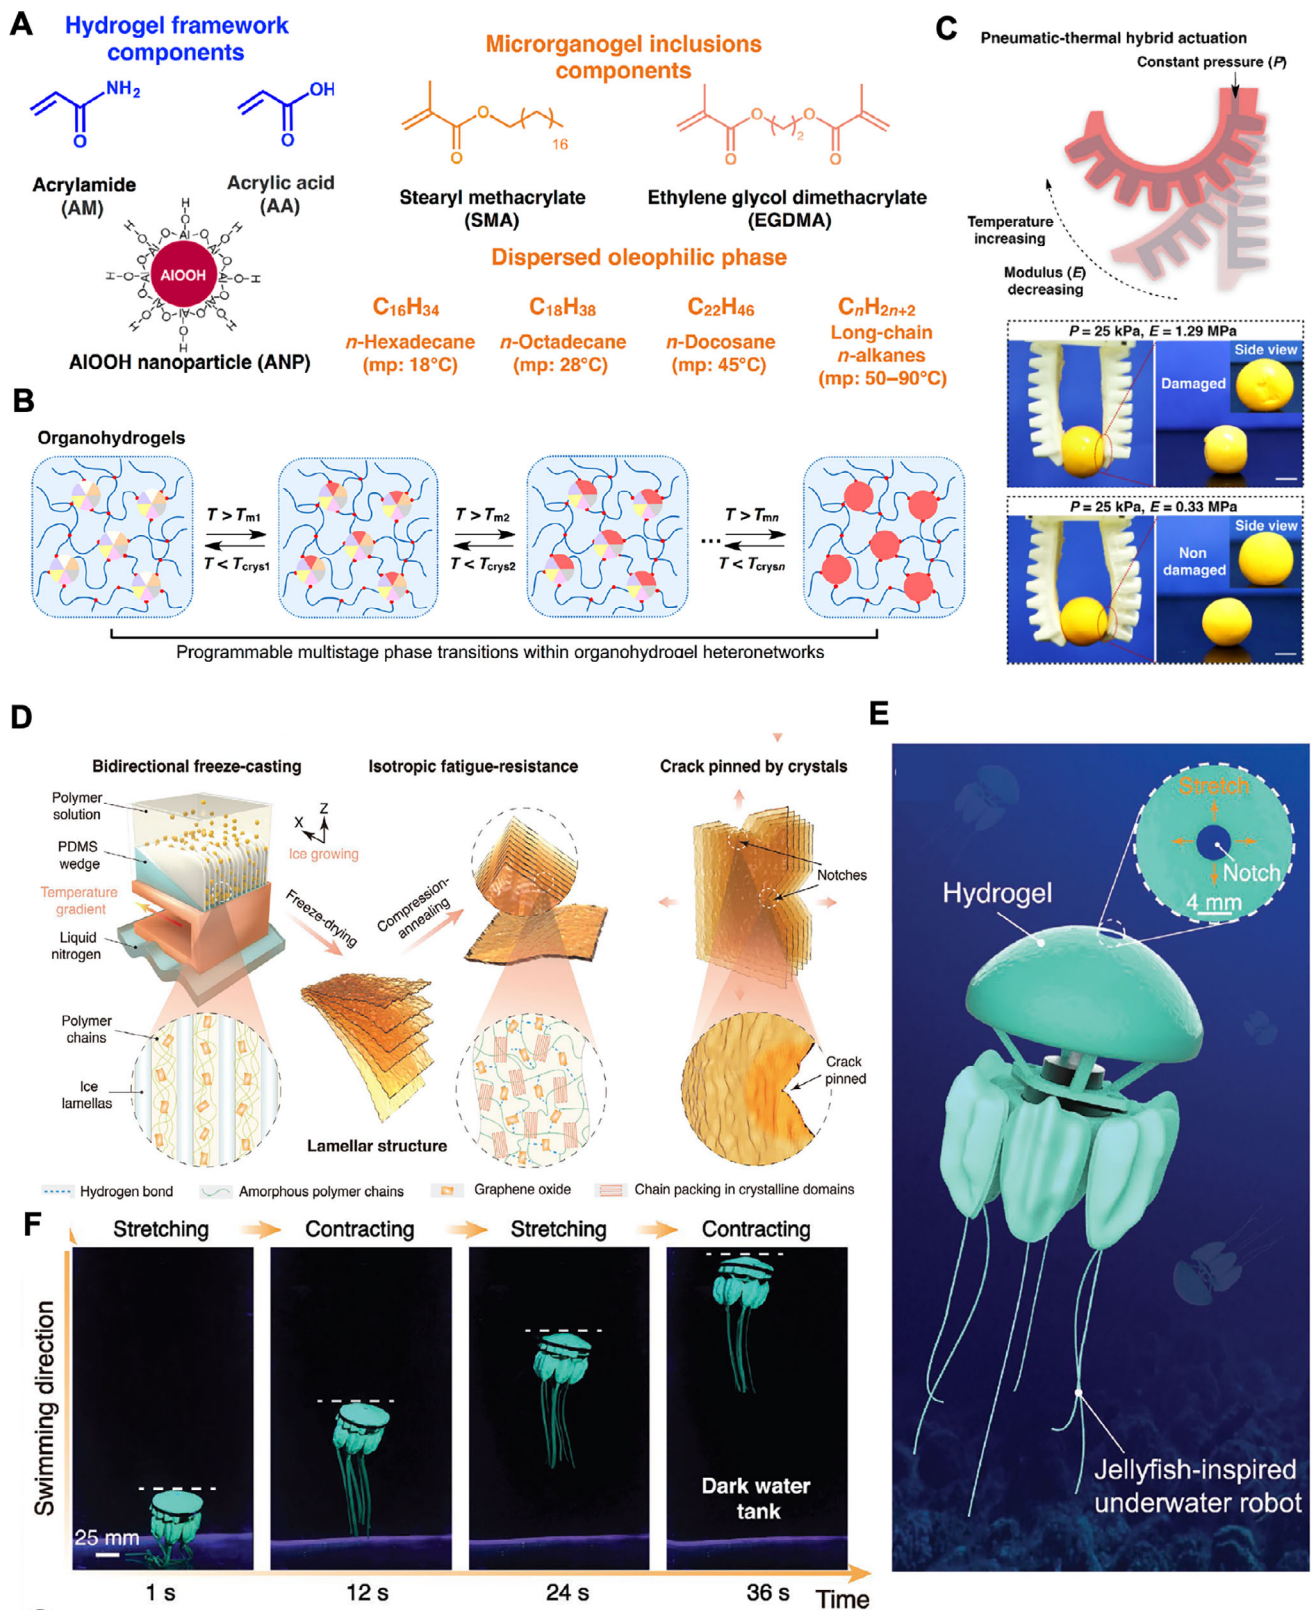 A
Hydrogel framework
components
NH2
O
OH
O
Acrylamide
(AM)
Acrylic acid
(AA)
AlOOH
AlOOH nanoparticle (ANP)
Microrganogel inclusions
components
O
O
16
O
O
2
O
O
Stearyl methacrylate
(SMA)
Ethylene glycol dimethacrylate
(EGDMA)
Dispersed oleophilic phase
C16H34
n-Hexadecane
(mp: 18°C)
C18H38
n-Octadecane
(mp: 28°C)
C22H46
n-Docosane
(mp: 45°C)
CnH2n+2
Long-chain
n-alkanes
(mp: 50–90°C)
B
Organohydrogels
T > Tm1
T < Tcrys1
T > Tm2
T < Tcrys2
...
T > Tmn
T < Tcrysn
Programmable multistage phase transitions within organohydrogel heteronetworks
C
Pneumatic-thermal hybrid actuation
Constant pressure (P)
Temperature
increasing
Modulus (E)
decreasing
P = 25 kPa, E = 1.29 MPa
Damaged
Side view
P = 25 kPa, E = 0.33 MPa
Non
damaged
Side view
D
Bidirectional freeze-casting
Isotropic fatigue-resistance
Crack pinned by crystals
Polymer
solution
PDMS
wedge
Temperature
gradient
Liquid
nitrogen
X
Z
Ice growing
Freeze-drying
Compression-
annealing
Notches
Polymer
chains
Ice
lamellas
Lamellar structure
Crack
pinned
Hydrogen bond
Amorphous polymer chains
Graphene oxide
Chain packing in crystalline domains
E
Stretch
Notch
4 mm
Hydrogel
Jellyfish-inspired
underwater robot
F
Stretching
Contracting
Stretching
Contracting
Swimming direction
25 mm
Dark water
tank
1 s
12 s
24 s
36 s
Time